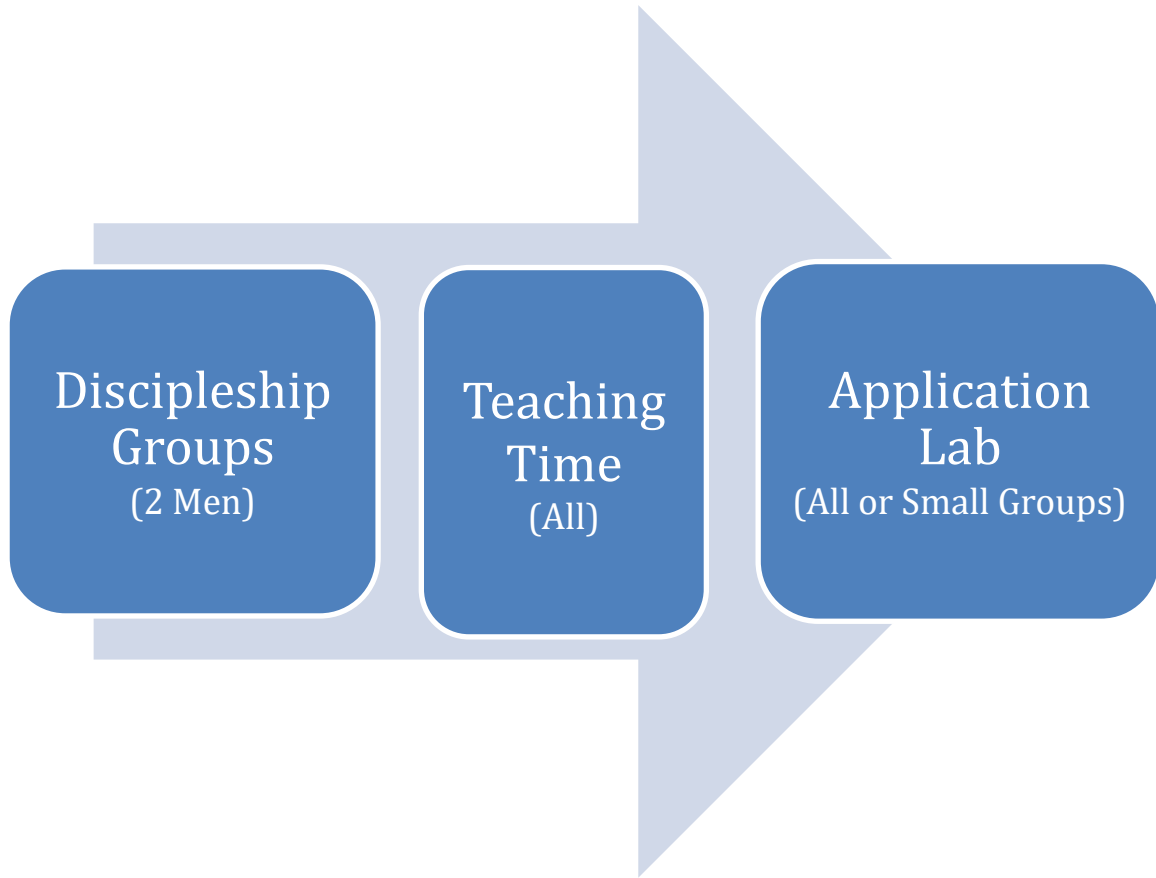 Discipleship
Groups
(2 Men)
Teaching
Time
(All)
Application
Lab
(All or Small Groups)